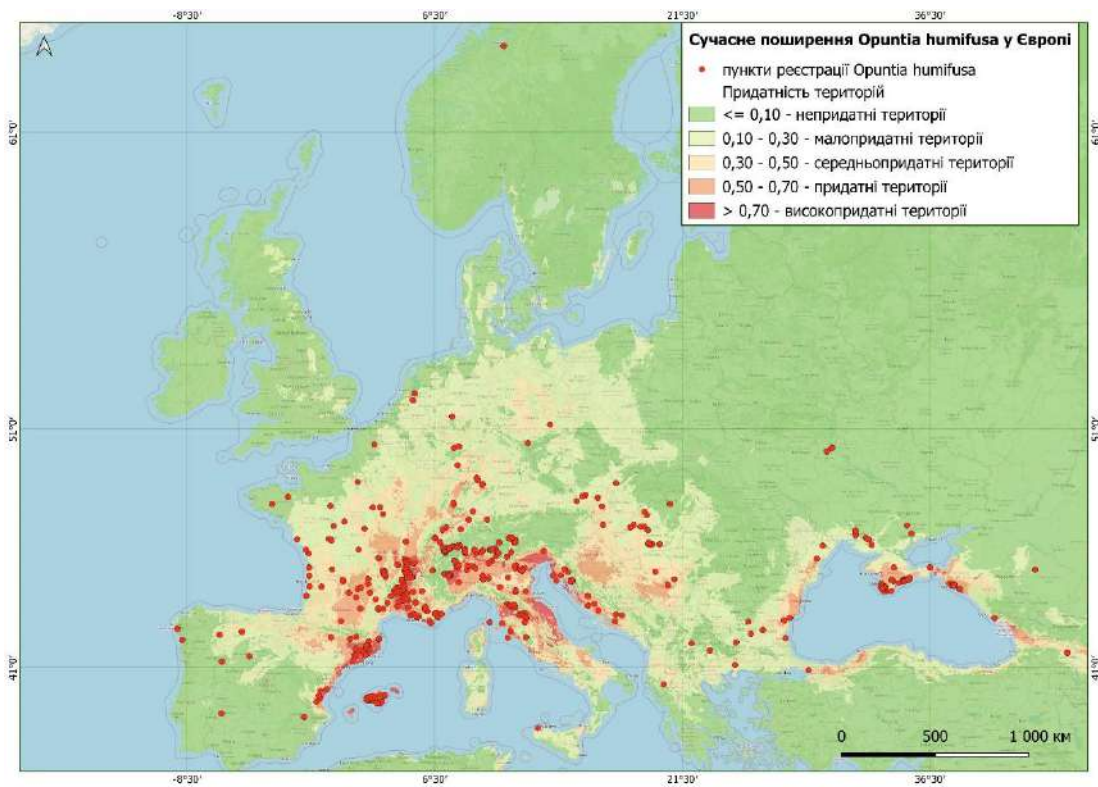 -8°30'
6°30'
21°30'
36°30'
Сучасне поширення Opuntia humifusa у Європі
пункти реєстрації Opuntia humifusa
Придатність територій
<= 0,10 - непридатні території
0,10 - 0,30 - малопридатні території
0,30 - 0,50 - середньопридатні території
0,50 - 0,70 - придатні території
> 0,70 - високопридатні території
61°0'
61°0'
51°0'
51°0'
41°0'
41°0'
0
500
1 000 км
-8°30'
6°30'
21°30'
36°30'